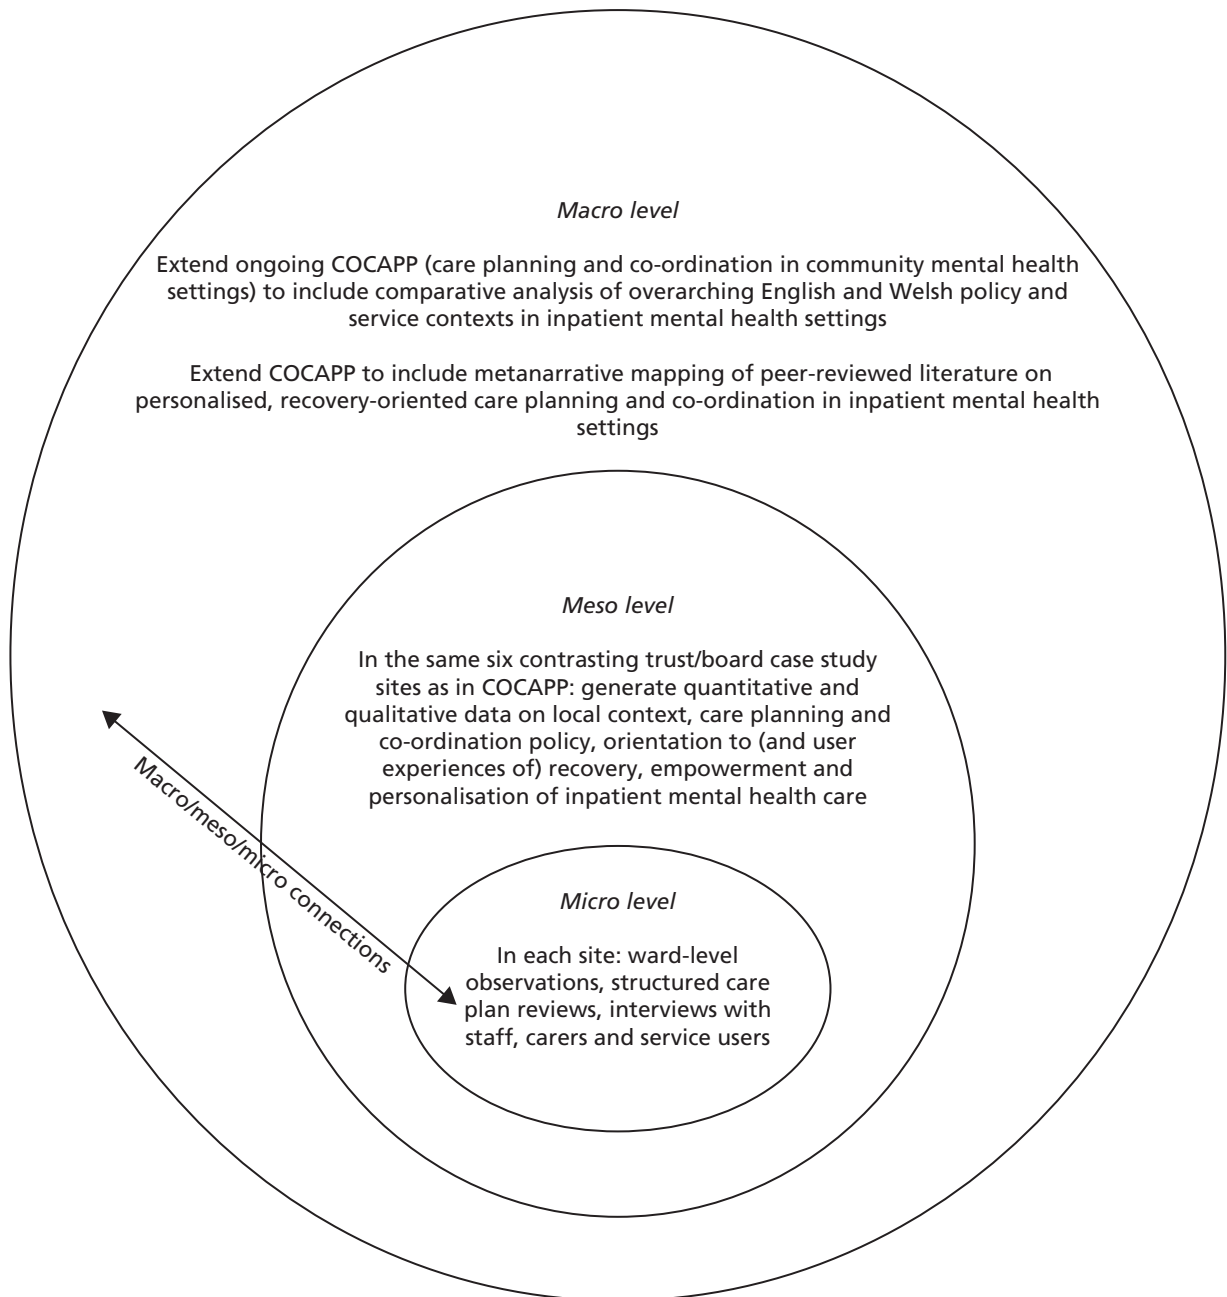 Macro level
Extend ongoing COCAPP (care planning and co-ordination in community mental health
settings) to include comparative analysis of overarching English and Welsh policy and
service contexts in inpatient mental health settings
Extend COCAPP to include metanarrative mapping of peer-reviewed literature on
personalised, recovery-oriented care planning and co-ordination in inpatient mental health
settings
Meso level
In the same six contrasting trust/board case study
sites as in COCAPP: generate quantitative and
qualitative data on local context, care planning and
co-ordination policy, orientation to (and user
experiences of) recovery, empowerment and
personalisation of inpatient mental health care
Macro/meso/micro connections
Micro level
In each site: ward-level
observations, structured care
plan reviews, interviews with
staff, carers and service users